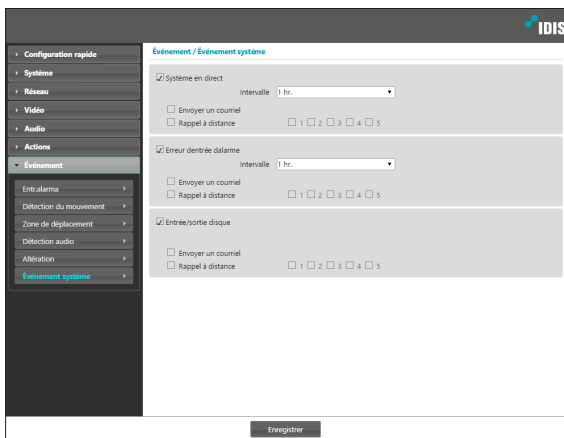 IDIS
Configuration rapide
Système
Réseau
Vidéo
Audio
Actions
Événement
Entr.alarma
Détection du mouvement
Zone de déplacement
Détection audio
Altération
Événement système
Événement / Événement système
Système en direct
Intervalle 1 hr.
Envoyer un courriel
Rappel à distance 1 2 3 4 5
Erreur dentrée dalarme
Intervalle 1 hr.
Envoyer un courriel
Rappel à distance 1 2 3 4 5
Entrée/sortie disque
Envoyer un courriel
Rappel à distance 1 2 3 4 5
Enregistrer